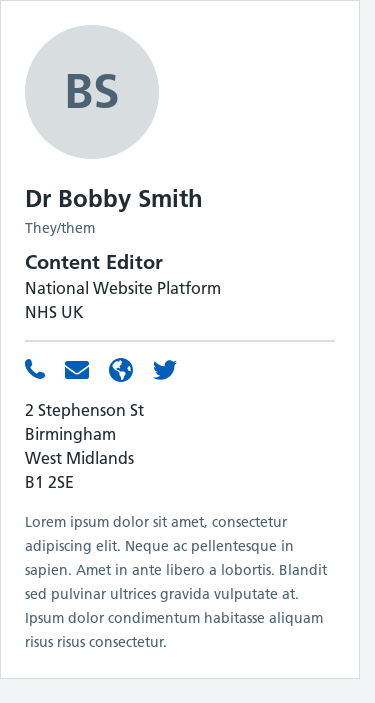 BS
Dr Bobby Smith
They/them
Content Editor
National Website Platform
NHS UK
2 Stephenson St
Birmingham
West Midlands
B1 2SE
Lorem ipsum dolor sit amet, consectetur
adipiscing elit. Neque ac pellentesque in
sapien. Amet in ante libero a lobortis. Blandit
sed pulvinar ultrices gravida vulputate at.
Ipsum dolor condimentum habitasse aliquam
risus risus consectetur.